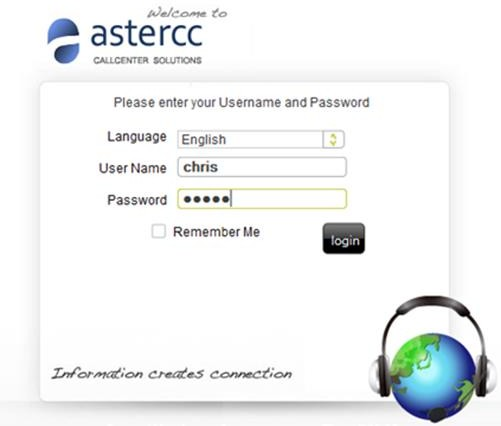 Welcome to
astercc
CALLCENTER SOLUTIONS
Please enter your Username and Password
Language English
User Name chris
Password •••••
Remember Me login
Information creates connection